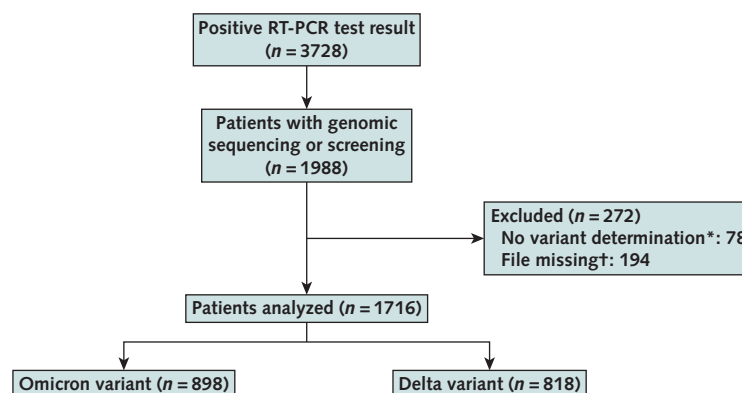 Positive RT-PCR test result
(n = 3728)
Patients with genomic
sequencing or screening
(n = 1988)
Excluded (n = 272)
No variant determination*: 78
File missing†: 194
Patients analyzed (n = 1716)
Omicron variant (n = 898)
Delta variant (n = 818)